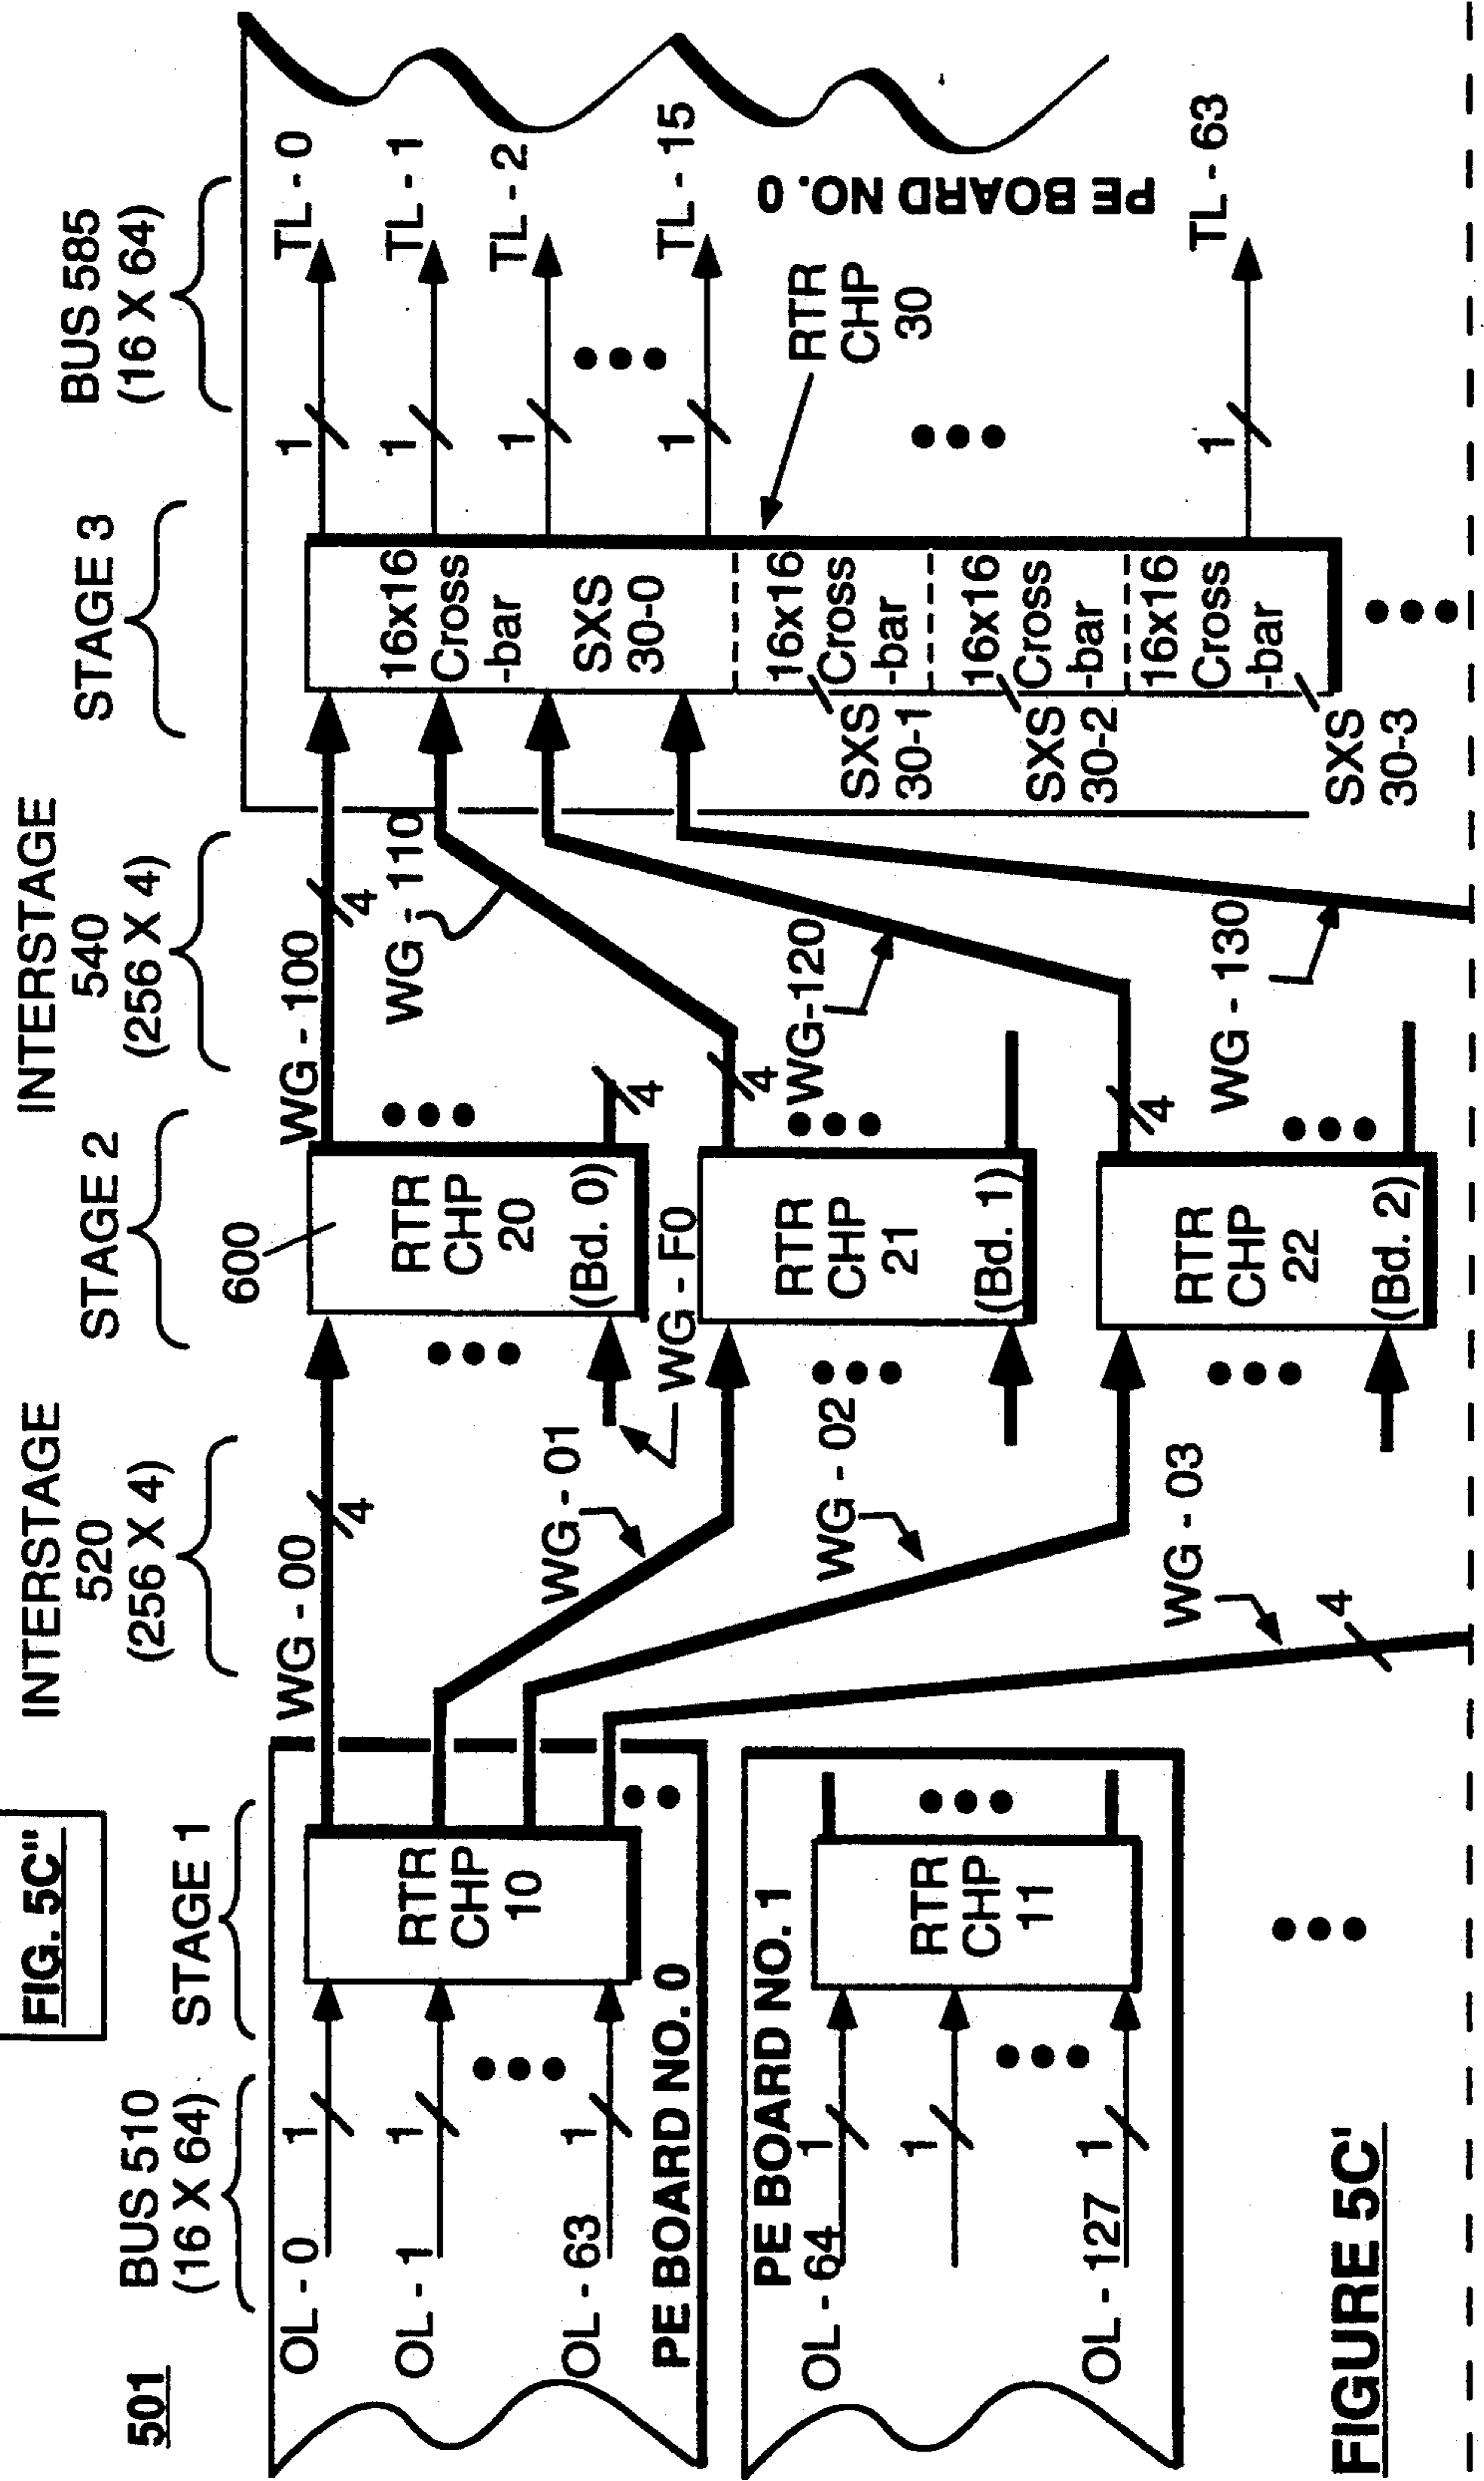 FIG. 5C"
501
BUS 510
(16 X 64)
STAGE 1
INTERSTAGE
520
(256 X 4)
STAGE 2
INTERSTAGE
540
(256 X 4)
STAGE 3
BUS 585
(16 X 64)
OL - 0
1
OL - 1
1
OL - 63
1
RTR
CHP
10
PE BOARD NO. 0
PE BOARD NO. 1
OL - 64
1
1
OL - 127
1
RTR
CHP
11
WG - 00
4
WG - 01
WG - 02
WG - 03
4
WG - F0
600
RTR
CHP
20
(Bd. 0)
RTR
CHP
21
(Bd. 1)
RTR
CHP
22
(Bd. 2)
WG - 100
4
4
WG - 110
4
WG-120
4
WG - 130
16x16
Cross
-bar
SXS
30-0
16x16
Cross
-bar
16x16
Cross
-bar
16x16
Cross
-bar
SXS
30-1
SXS
30-2
SXS
30-3
1
TL - 0
1
TL - 1
1
TL - 2
1
TL - 15
RTR
CHP
30
PE BOARD NO. 0
1
TL - 63
FIGURE 5C'